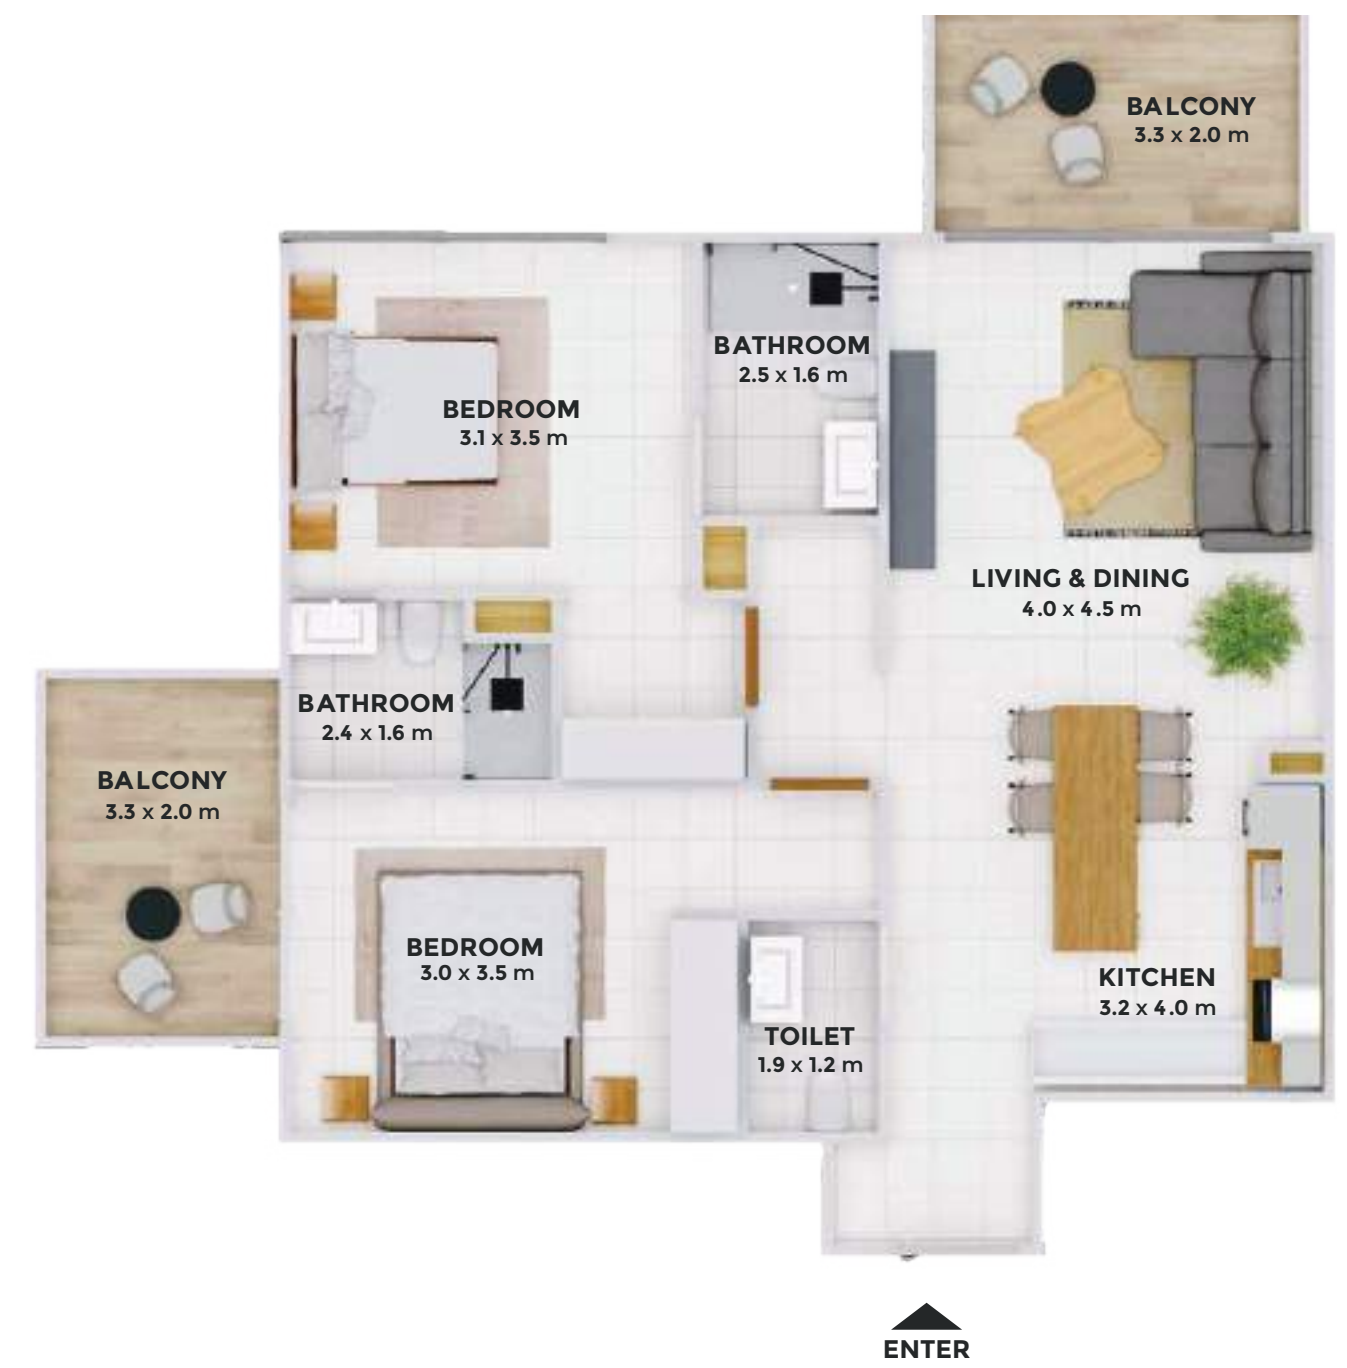 BALCONY
3.3 x 2.0 m
BATHROOM
2.5 x 1.6 m
BEDROOM
3.1 x 3.5 m
LIVING & DINING
4.0 x 4.5 m
BATHROOM
2.4 x 1.6 m
BALCONY
3.3 x 2.0 m
BEDROOM
3.0 x 3.5 m
KITCHEN
3.2 x 4.0 m
TOILET
1.9 x 1.2 m
ENTER